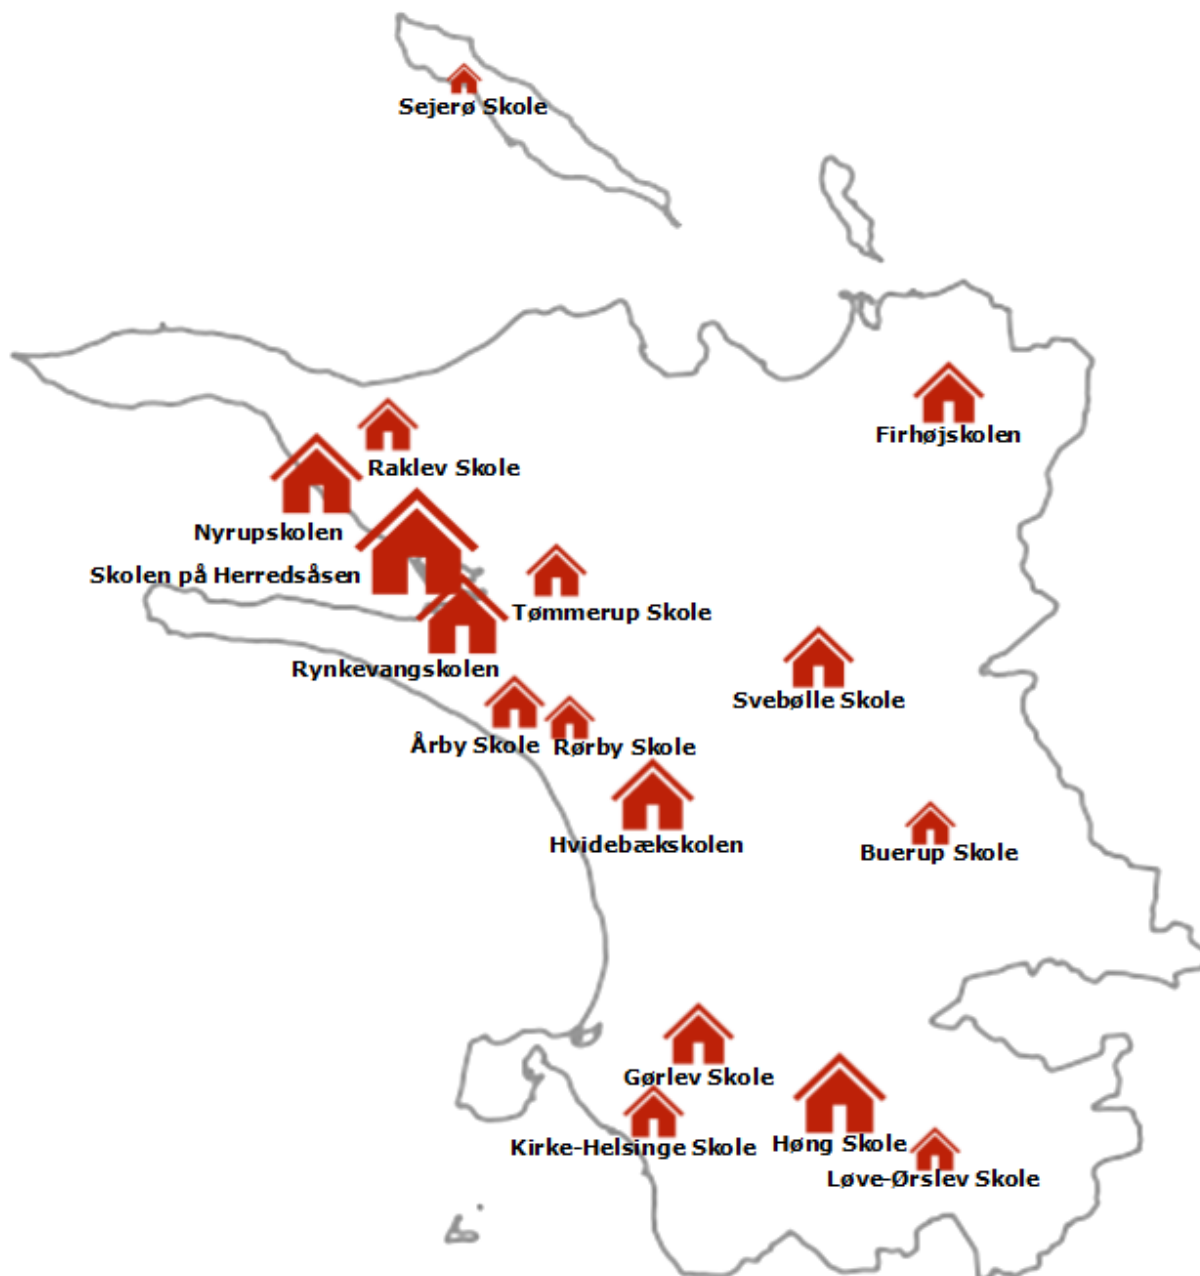 Sejerø Skole
Firhøjskolen
Raklev Skole
Nyrupskolen
Skolen på Herredsåsen
Tømmerup Skole
Rynkevangskolen
Svebølle Skole
Årby Skole
Rørby Skole
Hvidebækskolen
Buerup Skole
Gørlev Skole
Kirke-Helsinge Skole
Høng Skole
Løve-Ørslev Skole